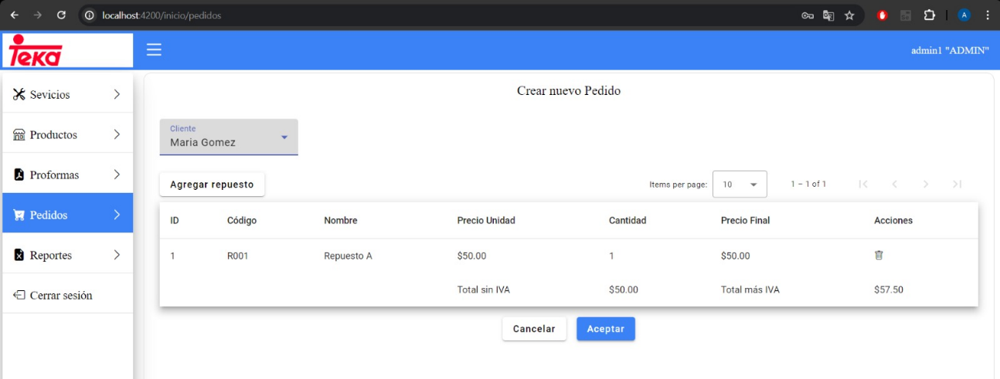 localhost:4200/inicio/pedidos
A
Teka
admin1 "ADMIN"
Sevicios
Productos
Proformas
Pedidos
Reportes
Cerrar sesión
Crear nuevo Pedido
Cliente
Maria Gomez
Agregar repuesto
Items per page: 10 1 – 1 of 1
ID Código Nombre Precio Unidad Cantidad Precio Final Acciones
1 R001 Repuesto A $50.00 1 $50.00
Total sin IVA $50.00 Total más IVA $57.50
Cancelar Aceptar